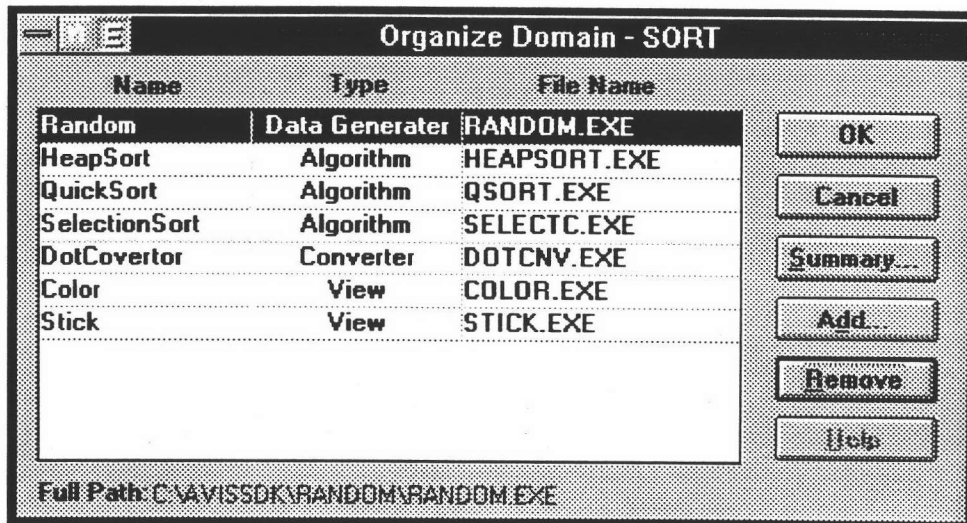 Organize Domain - SORT
Name Type File Name
Random Data Generater RANDOM.EXE
HeapSort Algorithm HEAPSORT.EXE
QuickSort Algorithm QSORT.EXE
SelectionSort Algorithm SELECTC.EXE
DotCovertor Converter DOTCNV.EXE
Color View COLOR.EXE
Stick View STICK.EXE
OK
Cancel
Summary...
Add...
Remove
Help
Full Path: C:\AVISSDK\RANDOM\RANDOM.EXE